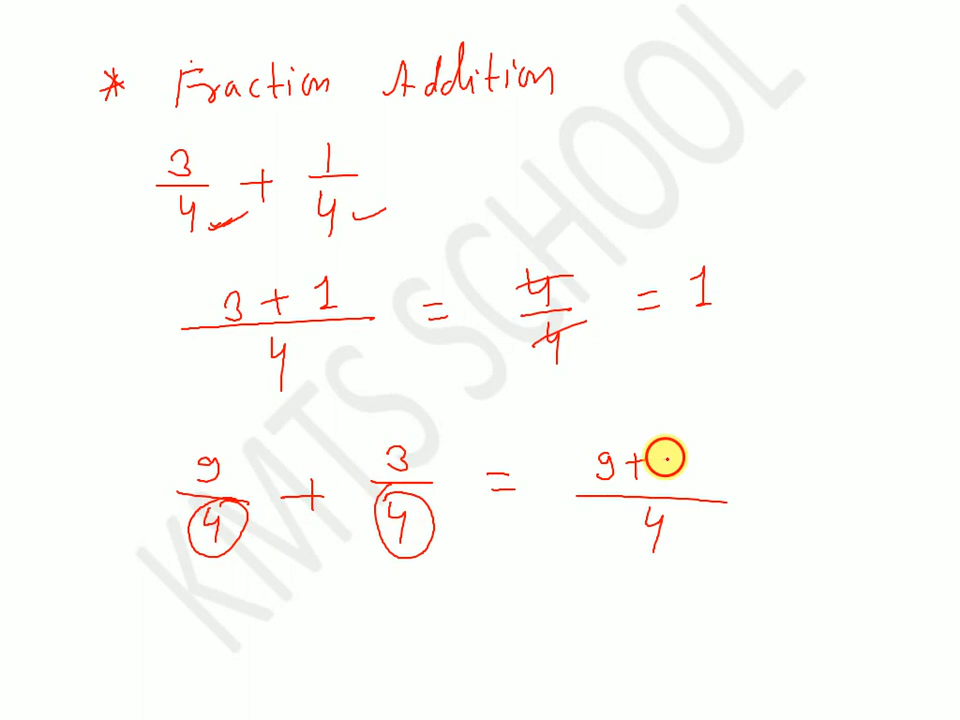 * Fraction Addition
3/4 + 1/4
3 + 1 / 4 = 4/4 = 1
9/4 + 3/4 = 9 + / 4
KMTS SCHOOL